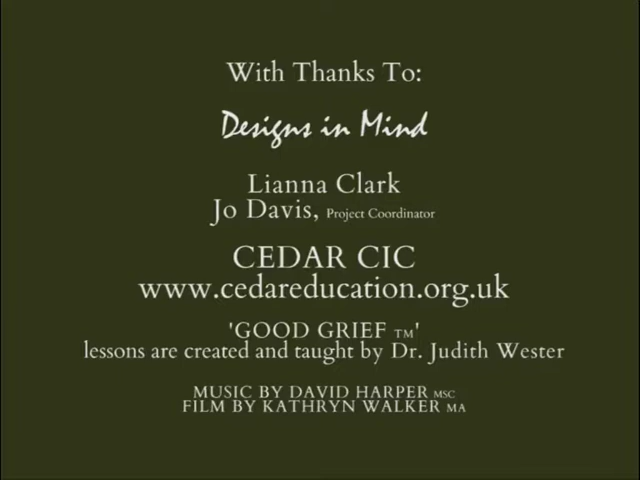 With Thanks To:
Designs in Mind
Lianna Clark
Jo Davis, Project Coordinator
CEDAR CIC
www.cedareducation.org.uk
'GOOD GRIEF TM'
lessons are created and taught by Dr. Judith Wester
MUSIC BY DAVID HARPER MSC
FILM BY KATHRYN WALKER MA